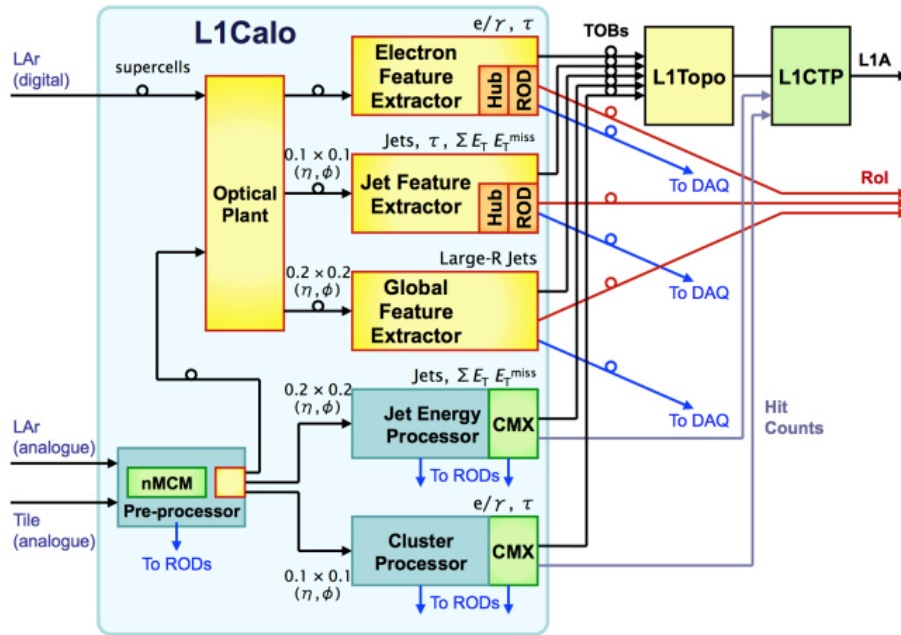 L1Calo
LAr
(digital)
supercells
Optical
Plant
e/γ, τ
Electron
Feature
Extractor
Hub
ROD
TOBs
L1Topo
L1CTP
L1A
0.1 × 0.1
(η,ϕ)
Jets, τ, Σ E_T E_T^miss
Jet Feature
Extractor
Hub
ROD
To DAQ
RoI
0.2 × 0.2
(η,ϕ)
Large-R Jets
Global
Feature
Extractor
To DAQ
To DAQ
Hit
Counts
0.2 × 0.2
(η,ϕ)
Jets, Σ E_T E_T^miss
Jet Energy
Processor
CMX
To RODs
LAr
(analogue)
Tile
(analogue)
nMCM
Pre-processor
To RODs
0.1 × 0.1
(η,ϕ)
e/γ, τ
Cluster
Processor
CMX
To RODs